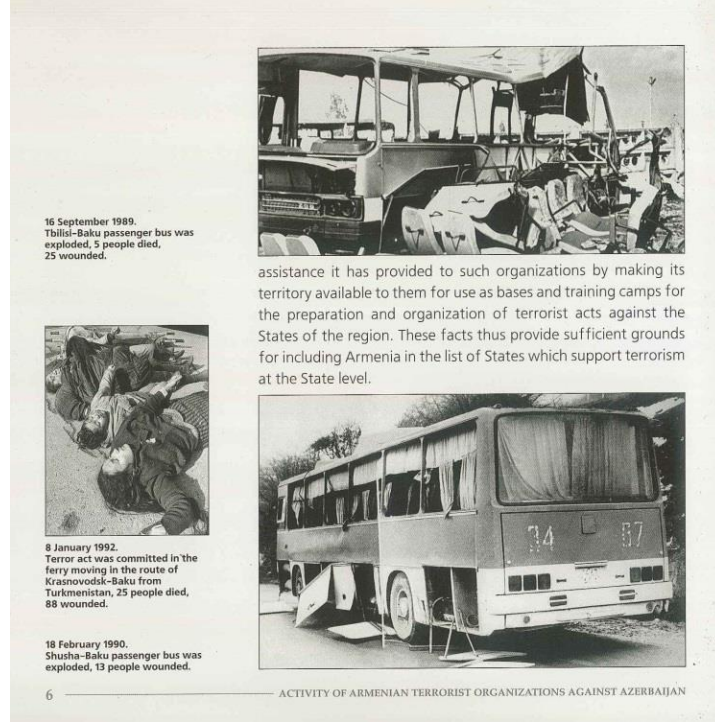 16 September 1989.
Tbilisi-Baku passenger bus was
exploded, 5 people died,
25 wounded.
assistance it has provided to such organizations by making its
territory available to them for use as bases and training camps for
the preparation and organization of terrorist acts against the
States of the region. These facts thus provide sufficient grounds
for including Armenia in the list of States which support terrorism
at the State level.
34 67
8 January 1992.
Terror act was committed in the
ferry moving in the route of
Krasnovodsk-Baku from
Turkmenistan, 25 people died,
88 wounded.
18 February 1990.
Shusha-Baku passenger bus was
exploded, 13 people wounded.
6 ACTIVITY OF ARMENIAN TERRORIST ORGANIZATIONS AGAINST AZERBAIJAN